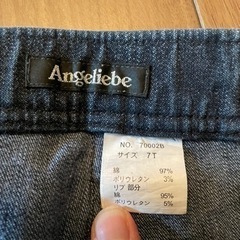 Angeliebe
NO. 70002B
サイズ 7T
綿 97%
ポリウレタン 3%
リブ 部分
綿 95%
ポリウレタン 5%